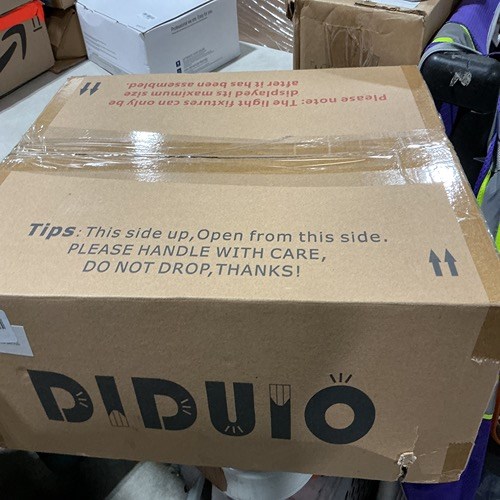 Please note: The light fixtures can only be
displayed its maximum size
after it has been assembled.
Tips: This side up,Open from this side.
PLEASE HANDLE WITH CARE,
DO NOT DROP,THANKS!
DIDUIO